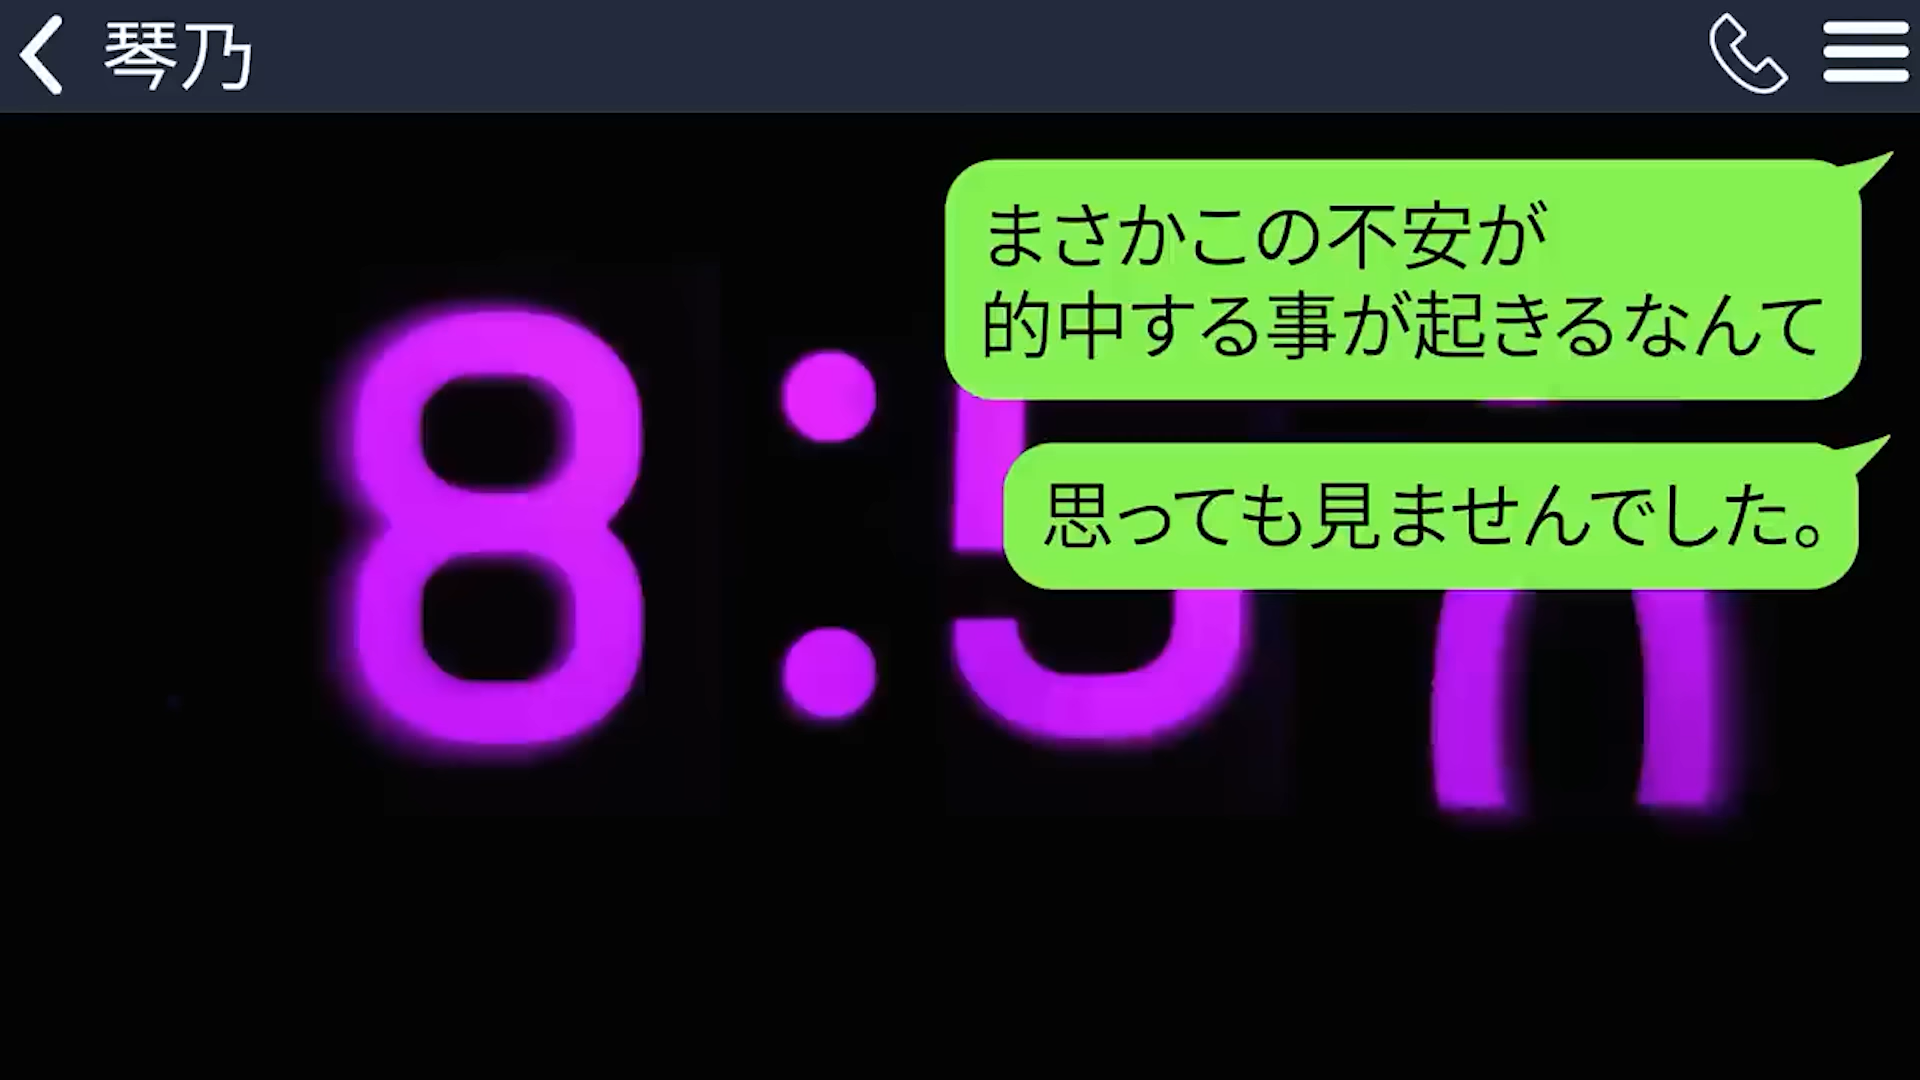 琴乃
まさかこの不安が
的中する事が起きるなんて
思っても見ませんでした。
8:5